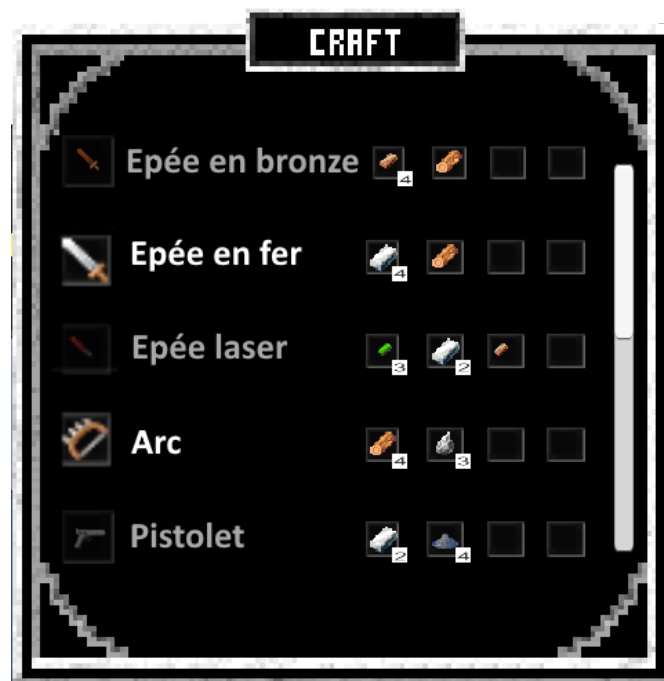 CRAFT
Epée en bronze 4
Epée en fer 4
Epée laser 3 2
Arc 4 3
Pistolet 2 4